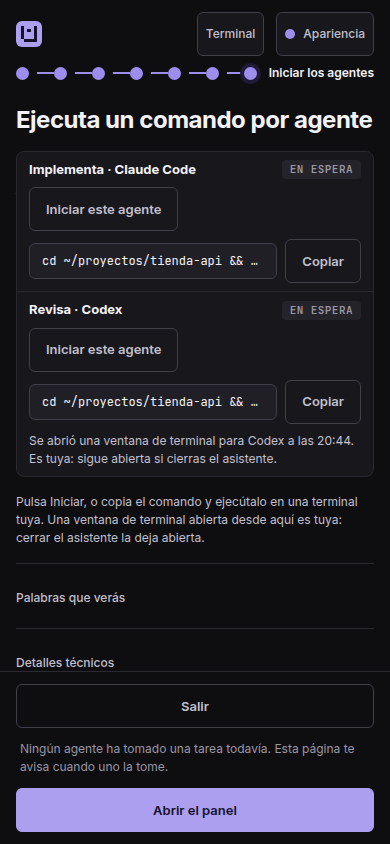 Terminal
Apariencia
Iniciar los agentes
Ejecuta un comando por agente
Implementa · Claude Code
EN ESPERA
Iniciar este agente
cd ~/proyectos/tienda-api && …
Copiar
Revisa · Codex
EN ESPERA
Iniciar este agente
cd ~/proyectos/tienda-api && …
Copiar
Se abrió una ventana de terminal para Codex a las 20:44.
Es tuya: sigue abierta si cierras el asistente.
Pulsa Iniciar, o copia el comando y ejecútalo en una terminal
tuya. Una ventana de terminal abierta desde aquí es tuya:
cerrar el asistente la deja abierta.
Palabras que verás
Detalles técnicos
Salir
Ningún agente ha tomado una tarea todavía. Esta página te
avisa cuando uno la tome.
Abrir el panel